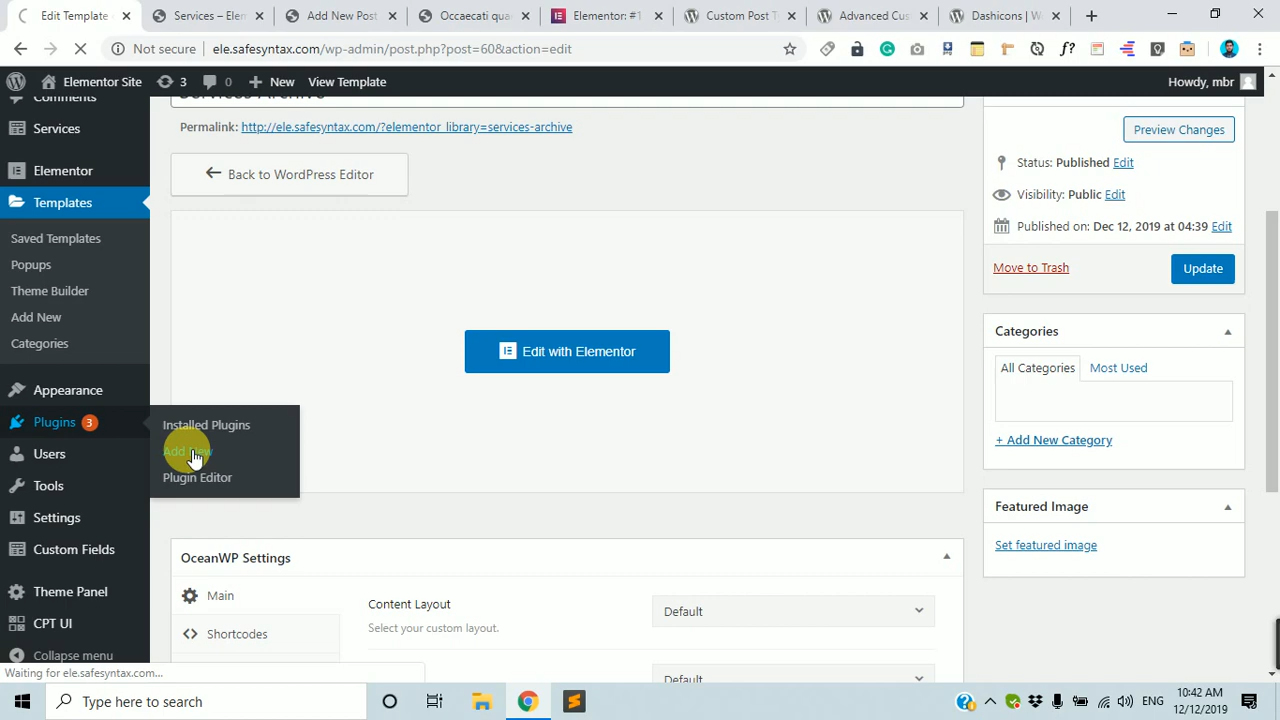 Edit Template
Services – Elem
Add New Post
Occaecati qua
Elementor: #1
Custom Post T
Advanced Cus
Dashicons | W
Not secure
ele.safesyntax.com/wp-admin/post.php?post=60&action=edit
Elementor Site
3
0
New
View Template
Howdy, mbr
Comments
Services
Elementor
Templates
Saved Templates
Popups
Theme Builder
Add New
Categories
Appearance
Plugins 3
Users
Tools
Settings
Custom Fields
Theme Panel
CPT UI
Collapse menu
Installed Plugins
Add New
Plugin Editor
Services Archive
Permalink: http://ele.safesyntax.com/?elementor_library=services-archive
Back to WordPress Editor
Edit with Elementor
OceanWP Settings
Main
Shortcodes
Content Layout
Select your custom layout.
Default
Default
Preview Changes
Status: Published Edit
Visibility: Public Edit
Published on: Dec 12, 2019 at 04:39 Edit
Move to Trash
Update
Categories
All Categories
Most Used
+ Add New Category
Featured Image
Set featured image
Waiting for ele.safesyntax.com...
Type here to search
ENG
10:42 AM
12/12/2019